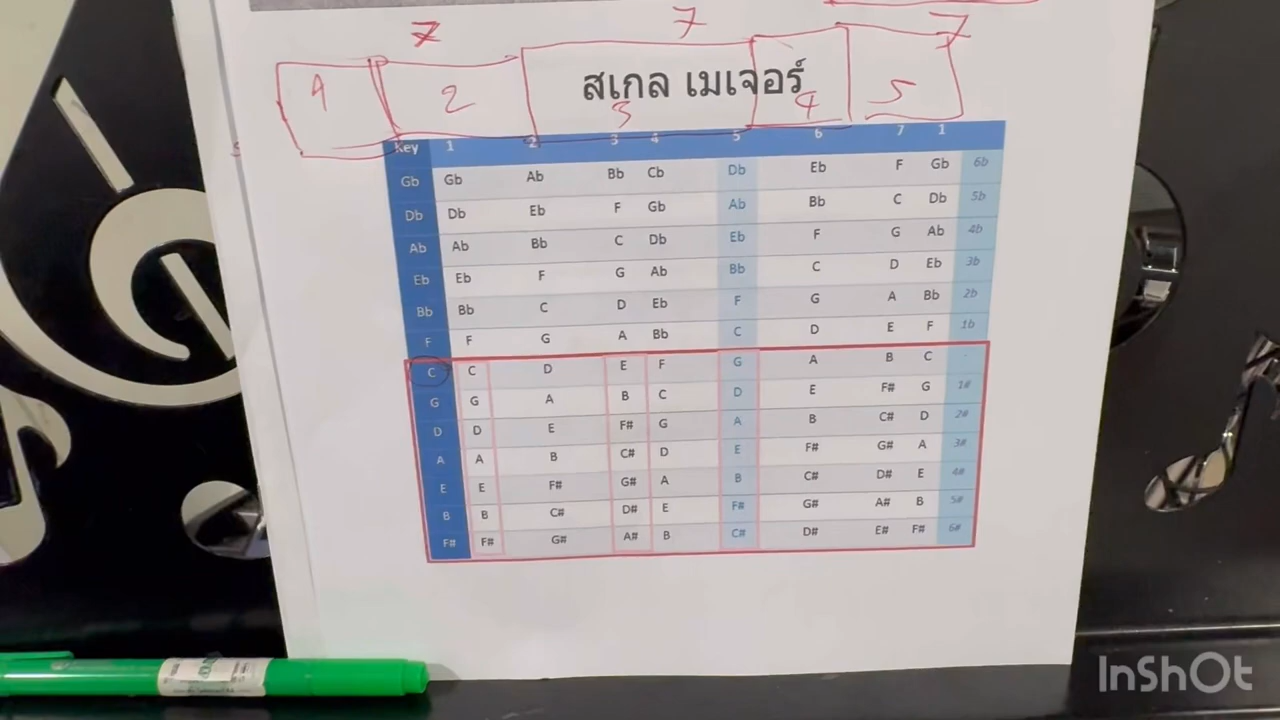 7 7 7
1 2 3 4 5
สเกล เมเจอร์
Key 1 2 3 4 5 6 7 1
Gb Gb Ab Bb Cb Db Eb F Gb 6b
Db Db Eb F Gb Ab Bb C Db 5b
Ab Ab Bb C Db Eb F G Ab 4b
Eb Eb F G Ab Bb C D Eb 3b
Bb Bb C D Eb F G A Bb 2b
F F G A Bb C D E F 1b
C C D E F G A B C
G G A B C D E F# G 1#
D D E F# G A B C# D 2#
A A B C# D E F# G# A 3#
E E F# G# A B C# D# E 4#
B B C# D# E F# G# A# B 5#
F# F# G# A# B C# D# E# F# 6#
InShOt